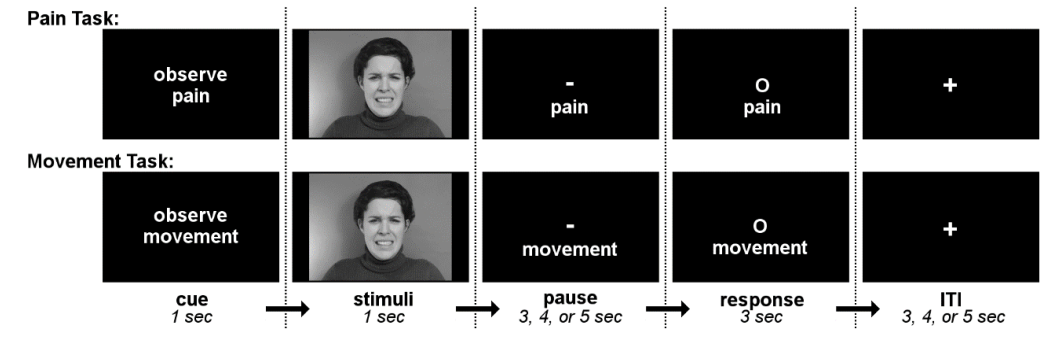 Pain Task:
observe
pain
-
pain
O
pain
+
Movement Task:
observe
movement
-
movement
O
movement
+
cue
1 sec
stimuli
1 sec
pause
3, 4, or 5 sec
response
3 sec
ITI
3, 4, or 5 sec